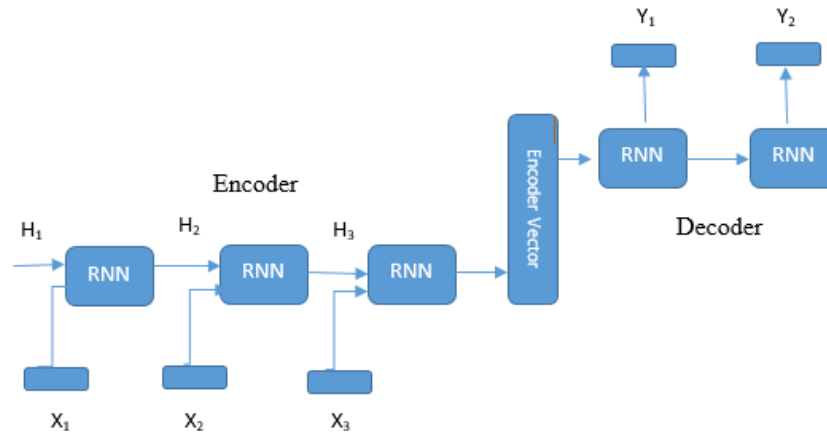 Y₁ Y₂
RNN RNN
Encoder Vector
Encoder
Decoder
H₁ H₂ H₃
RNN RNN RNN
X₁ X₂ X₃